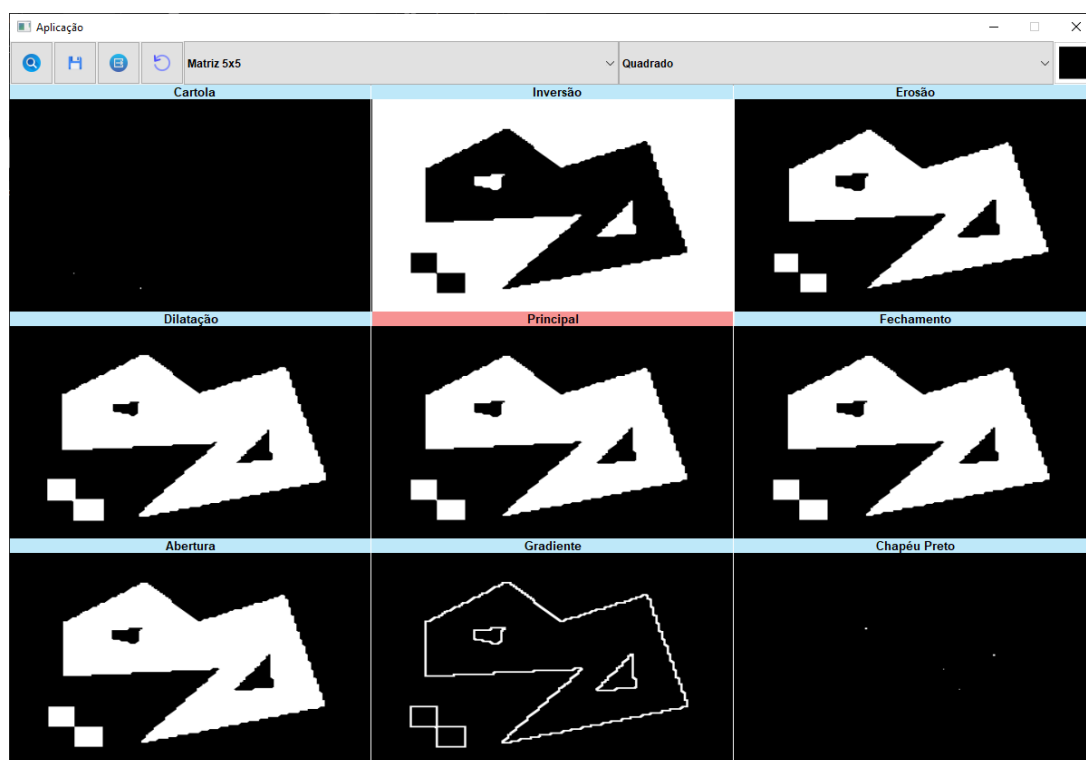 Aplicação
Matriz 5x5
Quadrado
Cartola
Inversão
Erosão
Dilatação
Principal
Fechamento
Abertura
Gradiente
Chapéu Preto